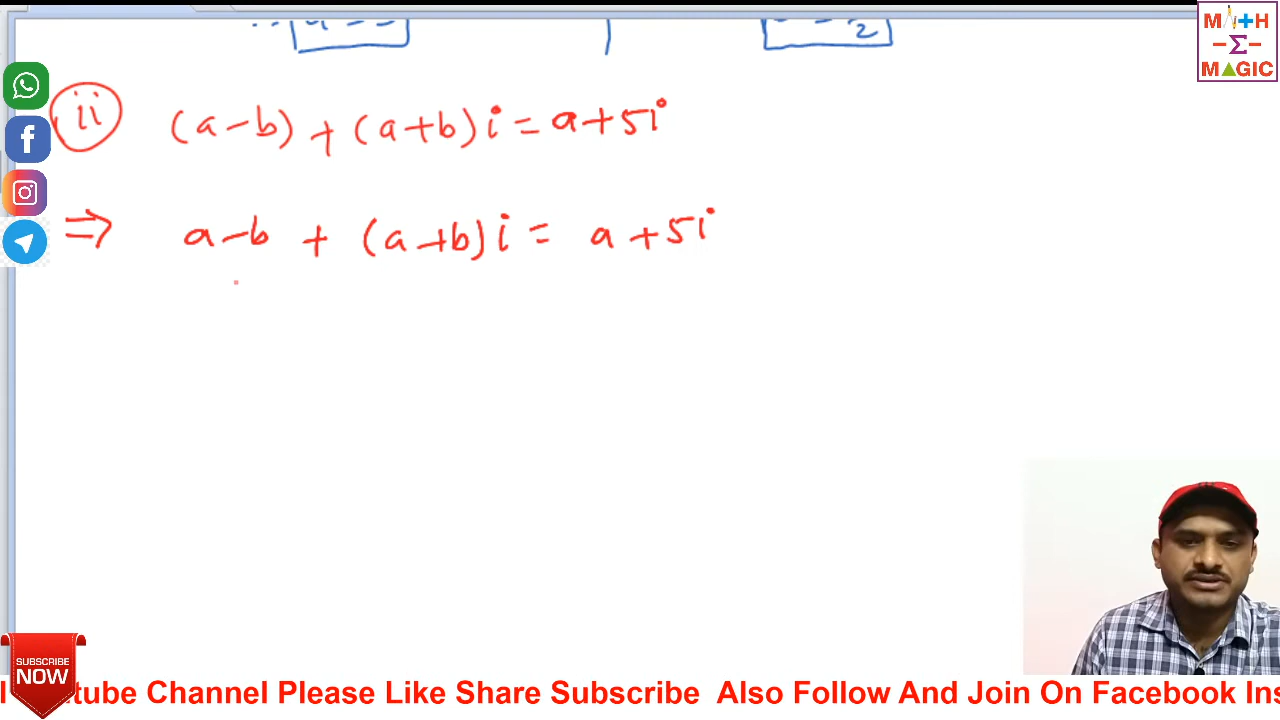 MATH
Σ
MAGIC
ii (a-b) + (a+b)i = a+5i
⇒ a-b + (a+b)i = a+5i
SUBSCRIBE
NOW
tube Channel Please Like Share Subscribe Also Follow And Join On Facebook Ins